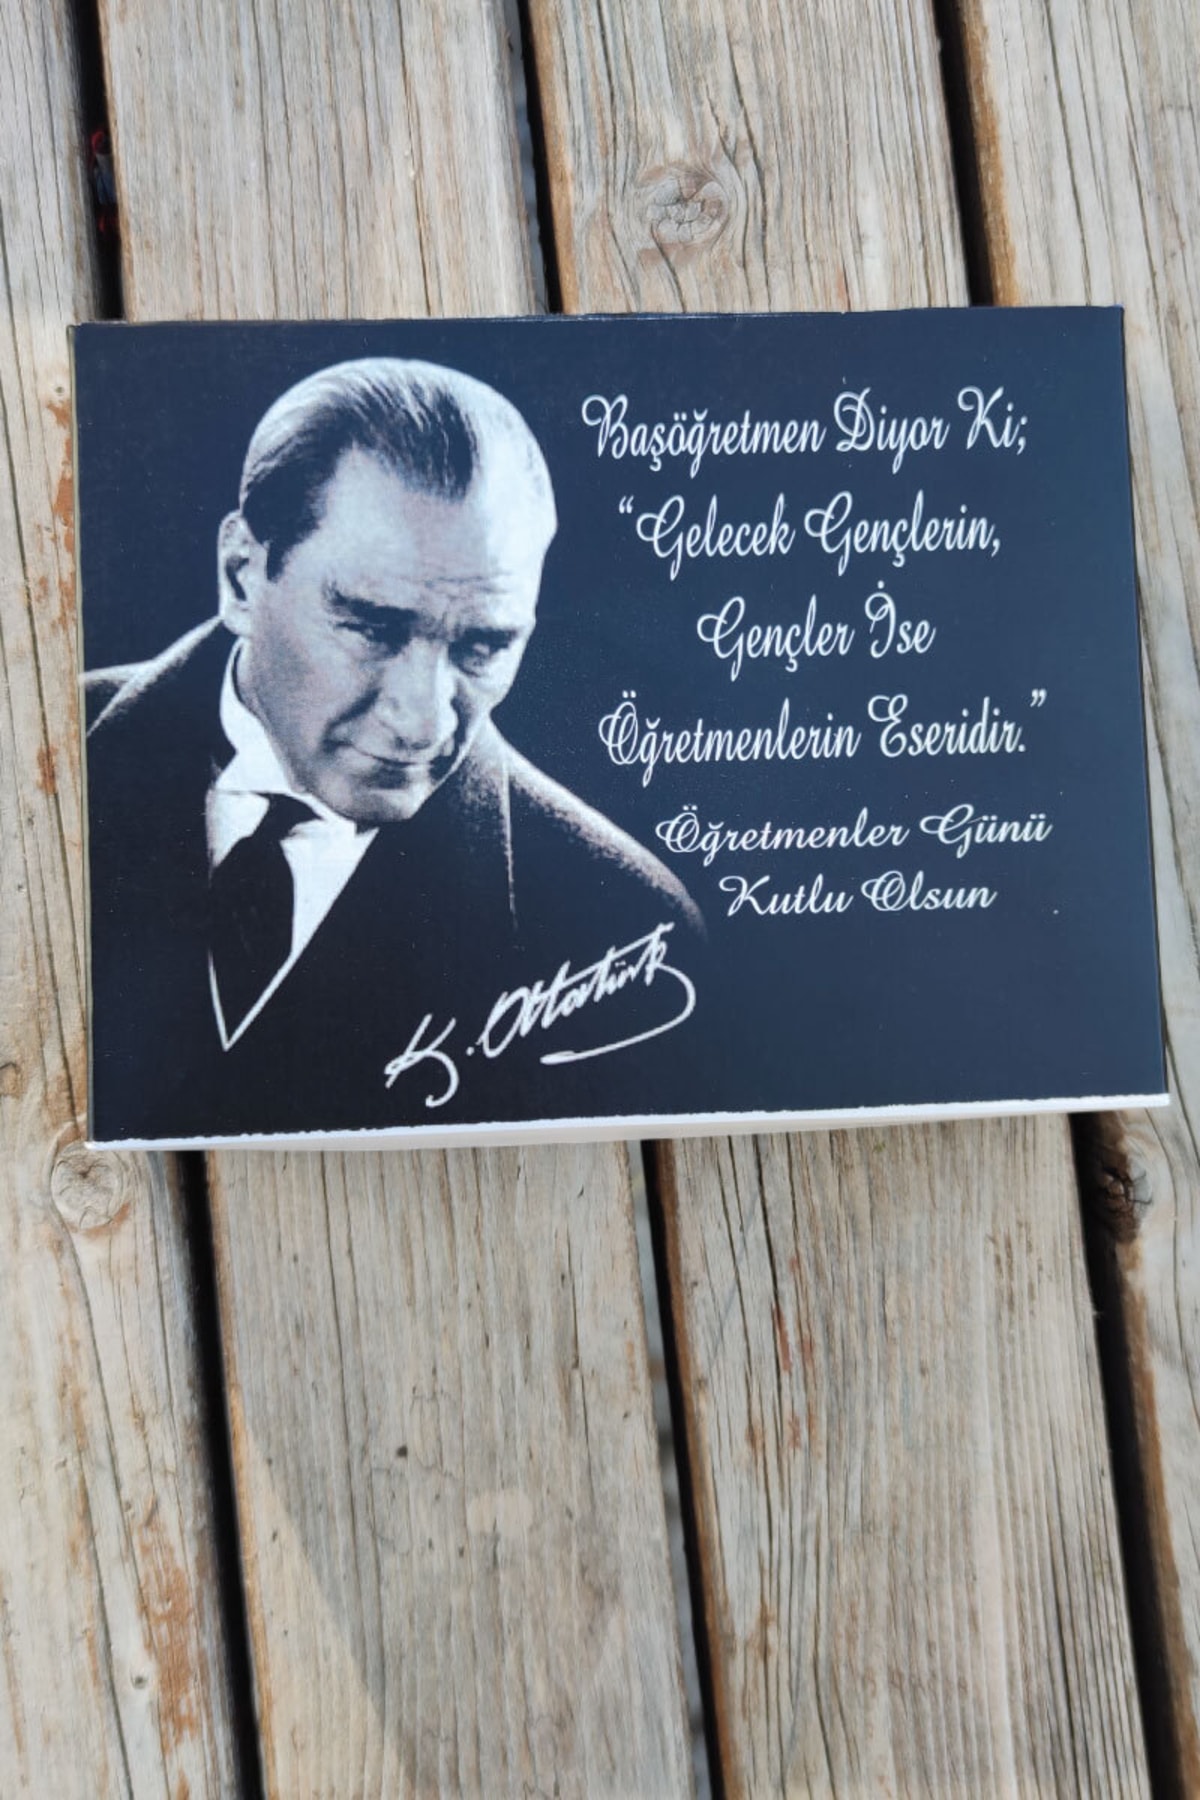 Başöğretmen Diyor Ki;
“Gelecek Gençlerin,
Gençler İse
Öğretmenlerin Eseridir.”
Öğretmenler Günü
Kutlu Olsun
K. Atatürk